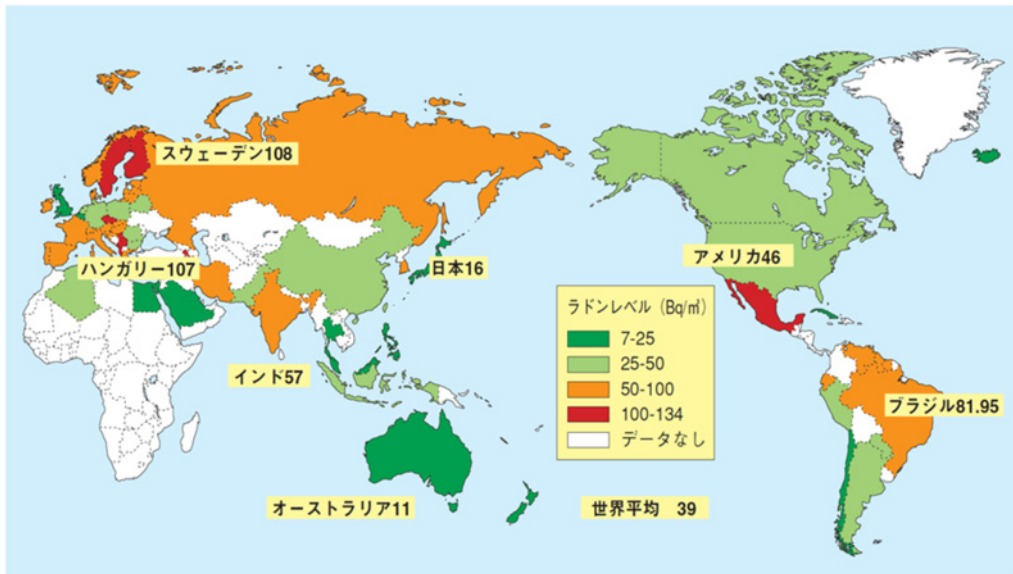 スウェーデン108
ハンガリー107
日本16
アメリカ46
インド57
ラドンレベル（Bq/㎥）
7-25
25-50
50-100
100-134
データなし
ブラジル81.95
オーストラリア11
世界平均　39